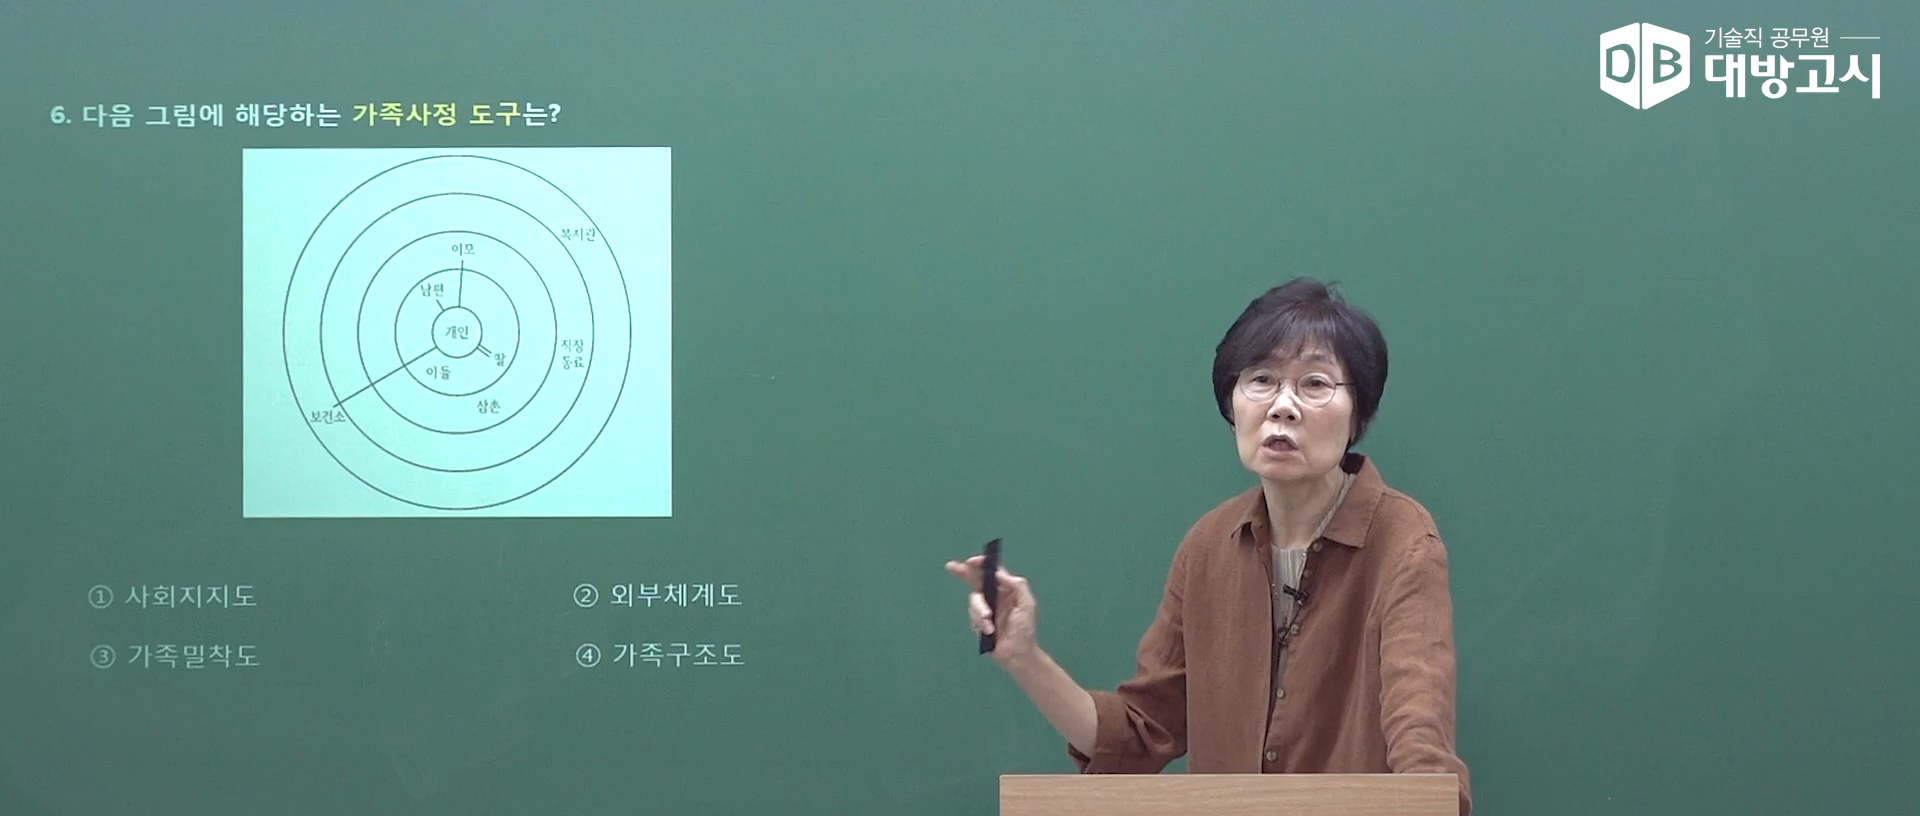 기술직 공무원
DB 대방고시
6. 다음 그림에 해당하는 가족사정 도구는?
복지관
이모
남편
개인
직장
동료
딸
아들
삼촌
보건소
① 사회지지도
② 외부체계도
③ 가족밀착도
④ 가족구조도